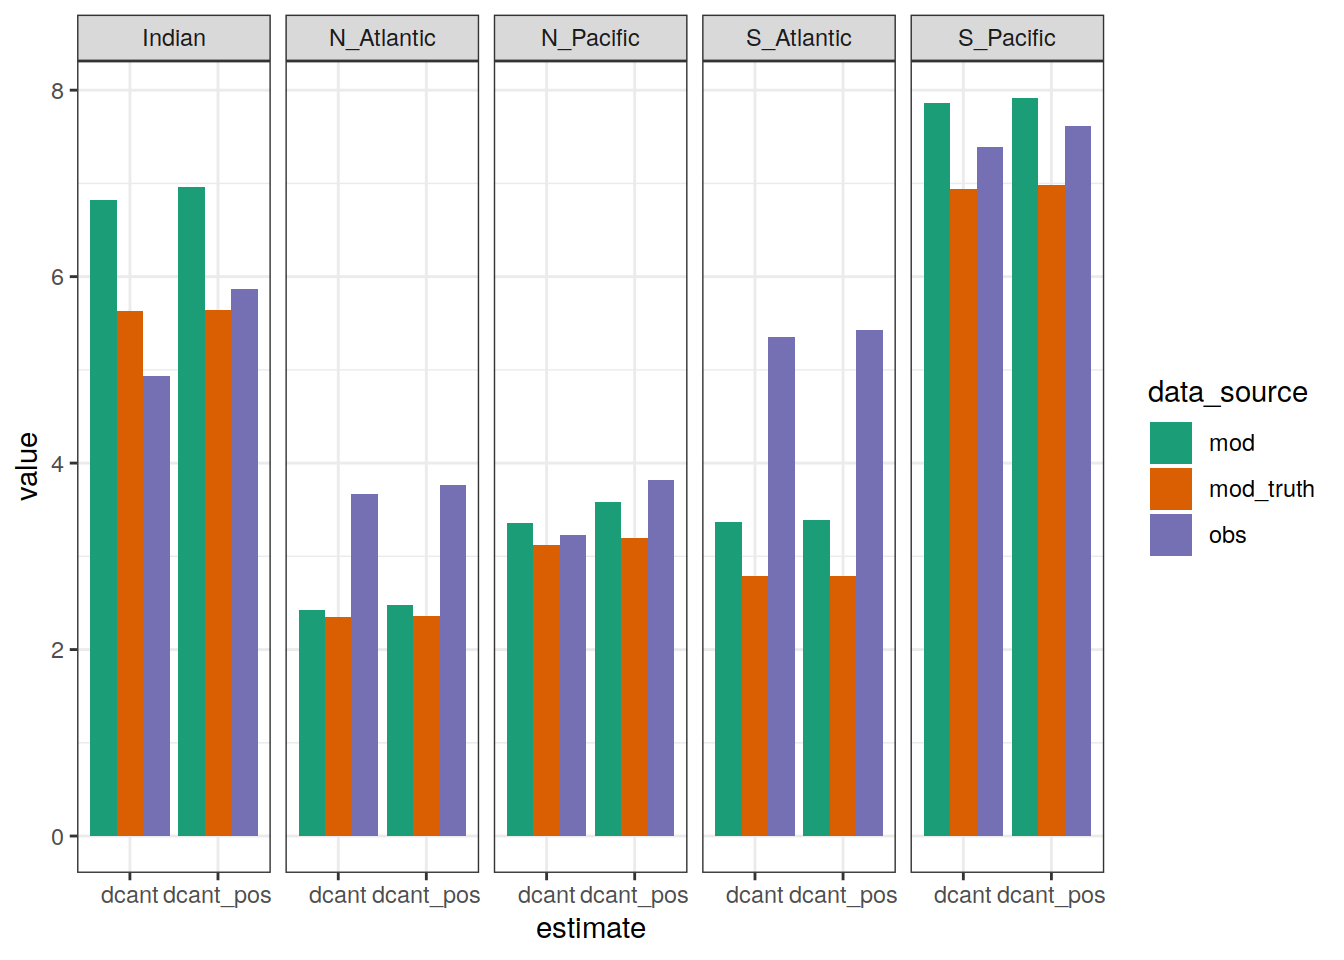 Indian N_Atlantic N_Pacific S_Atlantic S_Pacific
8
6
4
2
0
value
dcant dcant_pos dcant dcant_pos dcant dcant_pos dcant dcant_pos dcant dcant_pos
estimate
data_source
mod
mod_truth
obs